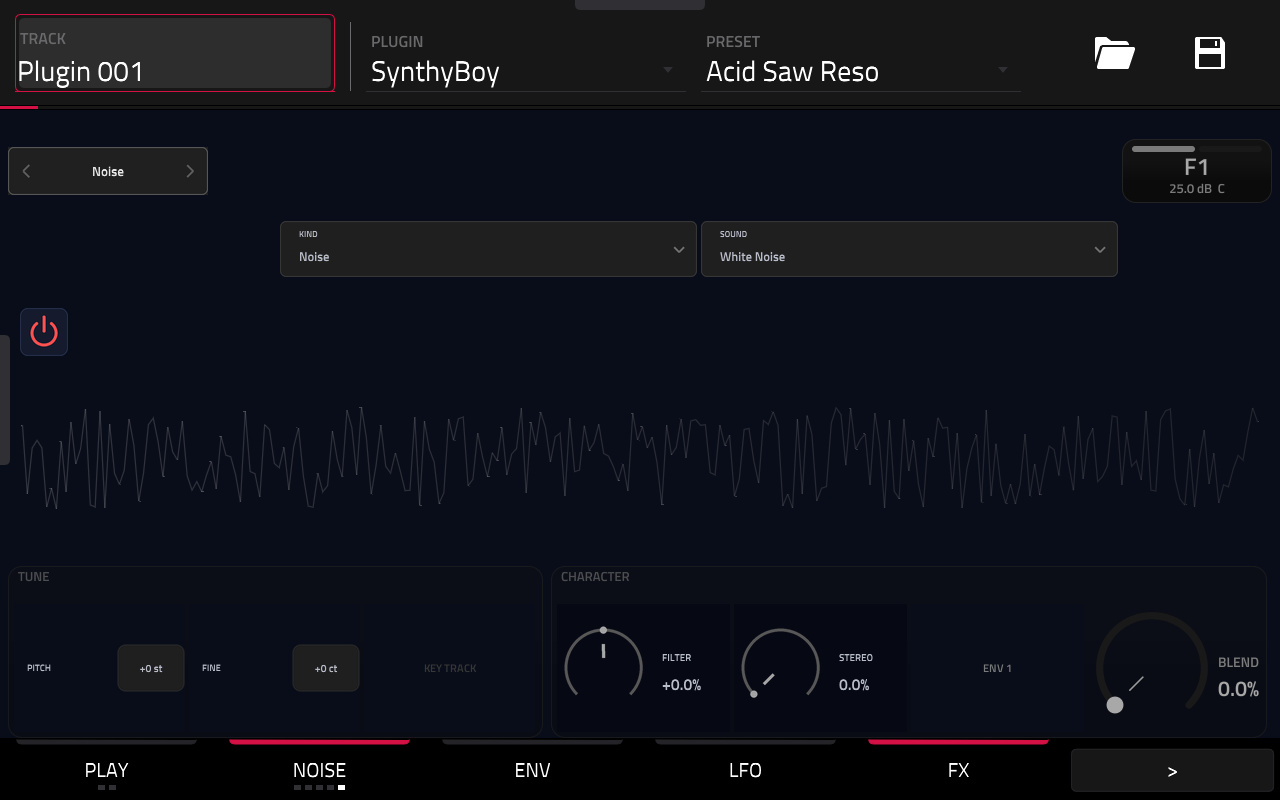 TRACK
Plugin 001
PLUGIN
SynthyBoy
PRESET
Acid Saw Reso
Noise
F1
25.0 dB C
KIND
Noise
SOUND
White Noise
TUNE
PITCH
+0 st
FINE
+0 ct
KEY TRACK
CHARACTER
FILTER
+0.0%
STEREO
0.0%
ENV 1
BLEND
0.0%
PLAY
NOISE
ENV
LFO
FX
>